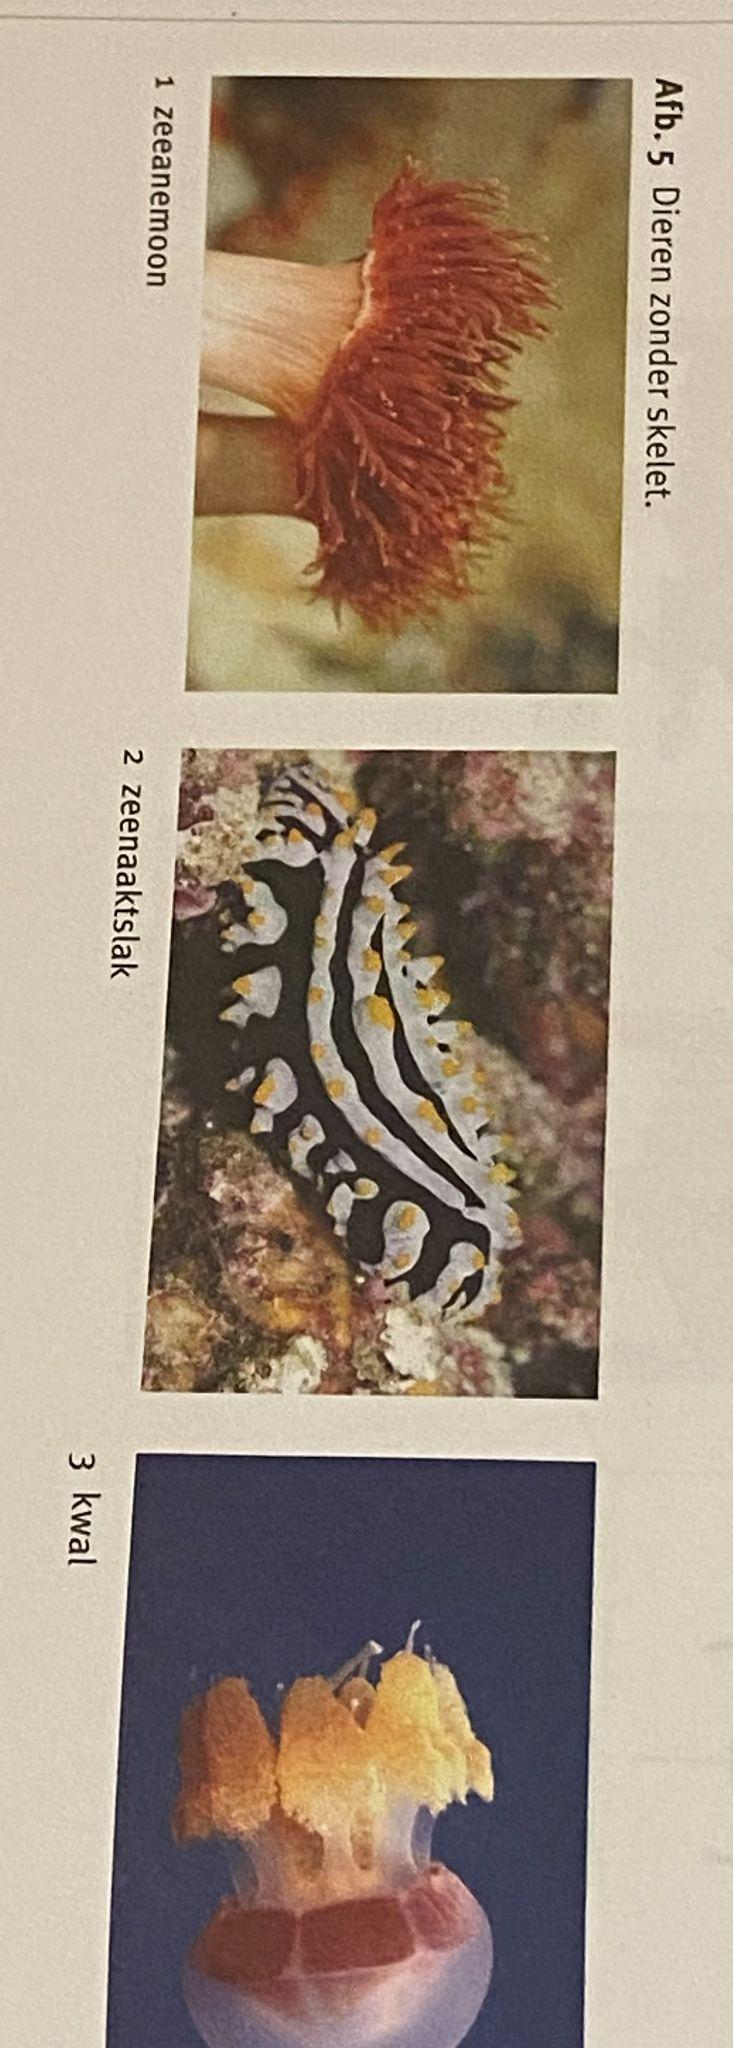 Afb. 5 Dieren zonder skelet.
1 zeeanemoon
2 zeenaaktslak
3 kwal